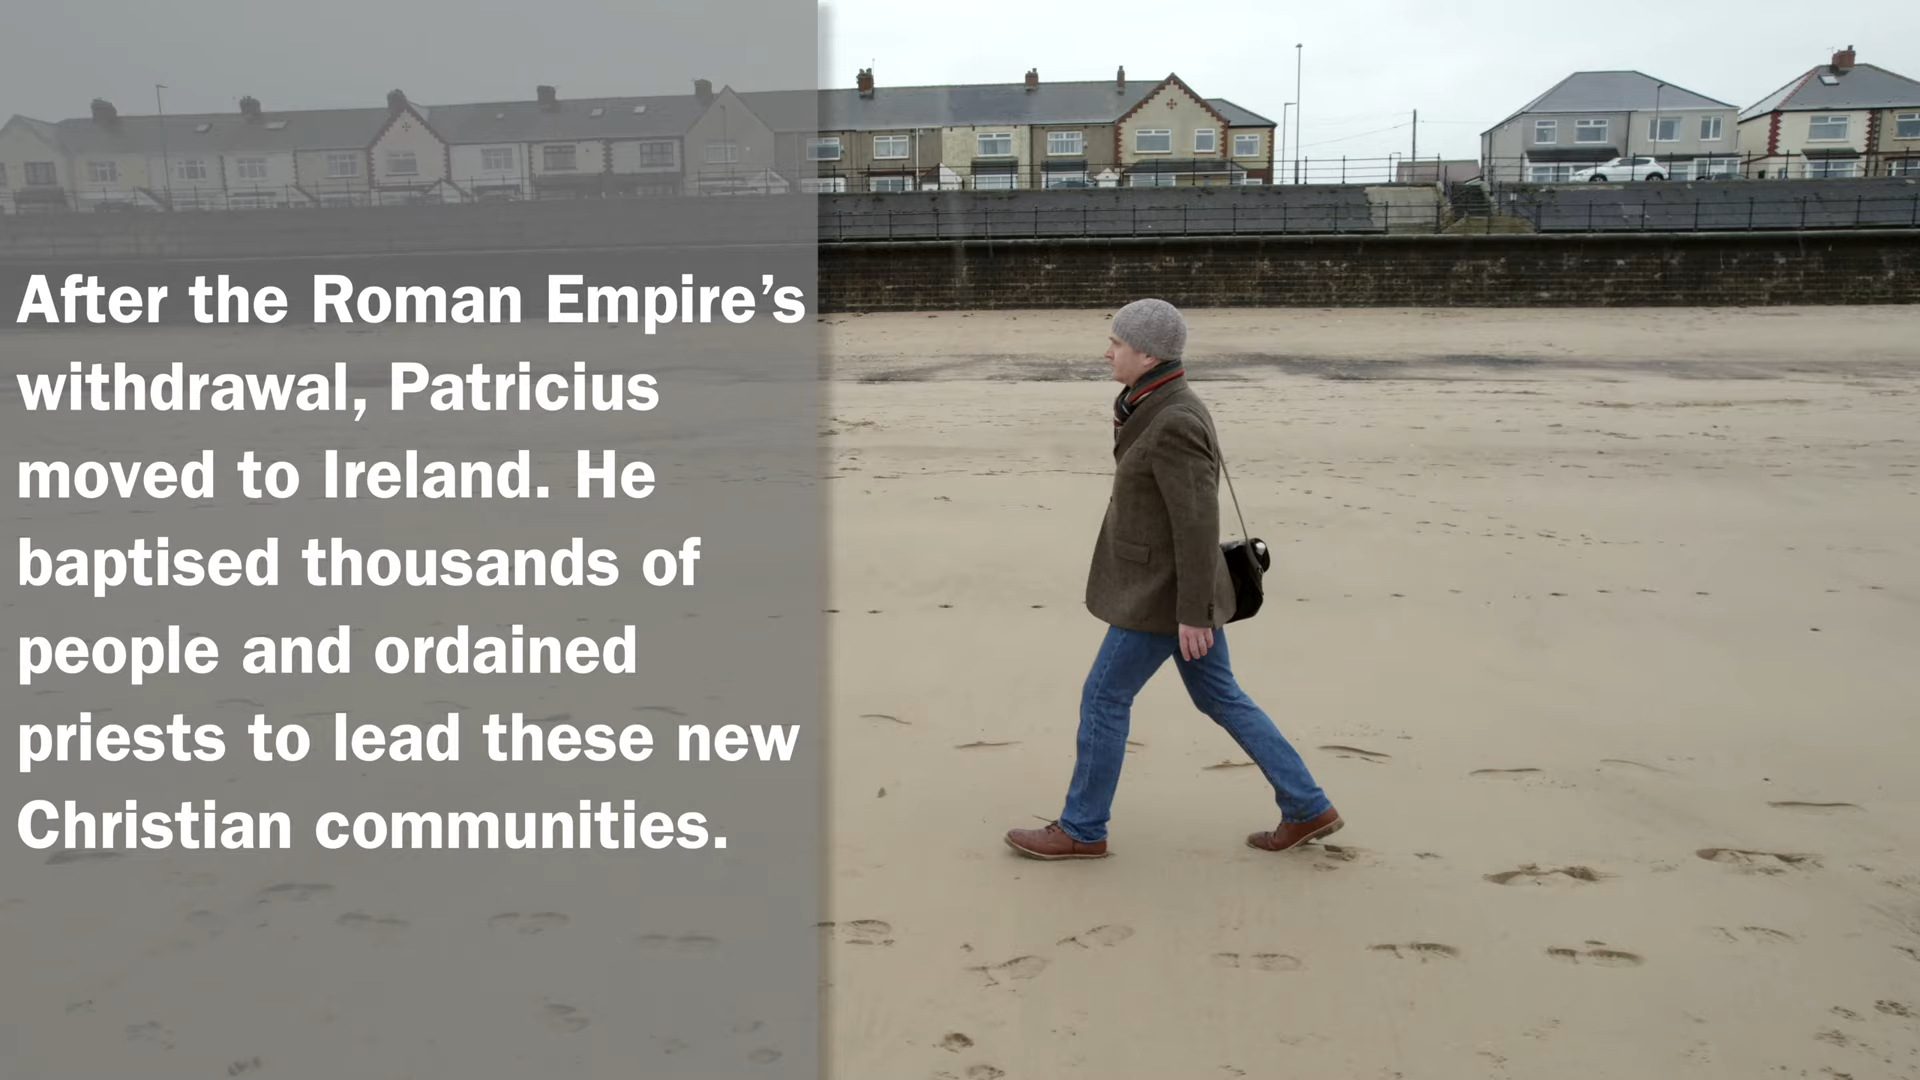 After the Roman Empire’s
withdrawal, Patricius
moved to Ireland. He
baptised thousands of
people and ordained
priests to lead these new
Christian communities.